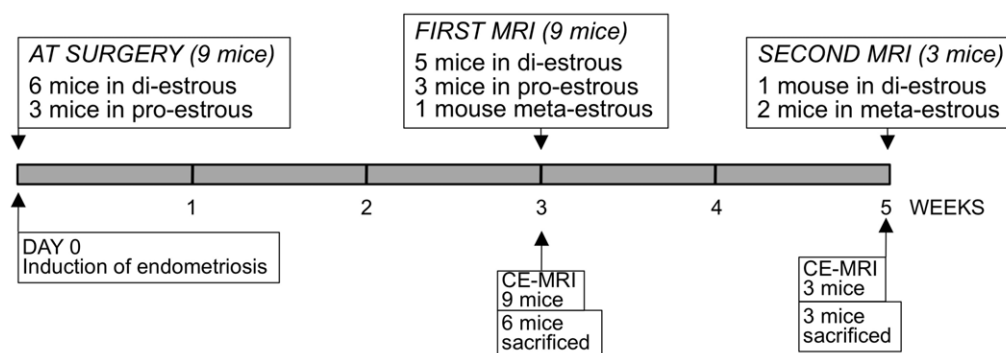 AT SURGERY (9 mice)
6 mice in di-estrous
3 mice in pro-estrous
FIRST MRI (9 mice)
5 mice in di-estrous
3 mice in pro-estrous
1 mouse meta-estrous
SECOND MRI (3 mice)
1 mouse in di-estrous
2 mice in meta-estrous
1 2 3 4 5 WEEKS
DAY 0
Induction of endometriosis
CE-MRI
9 mice
6 mice
sacrificed
CE-MRI
3 mice
3 mice
sacrificed